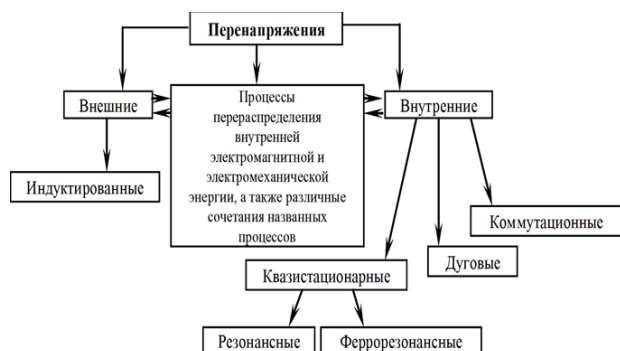 Перенапряжения
Внешние
Процессы
перераспределения
внутренней
электромагнитной и
электромеханической
энергии, а также различные
сочетания названных
процессов
Внутренние
Индуктированные
Коммутационные
Дуговые
Квазистационарные
Резонансные
Феррорезонансные